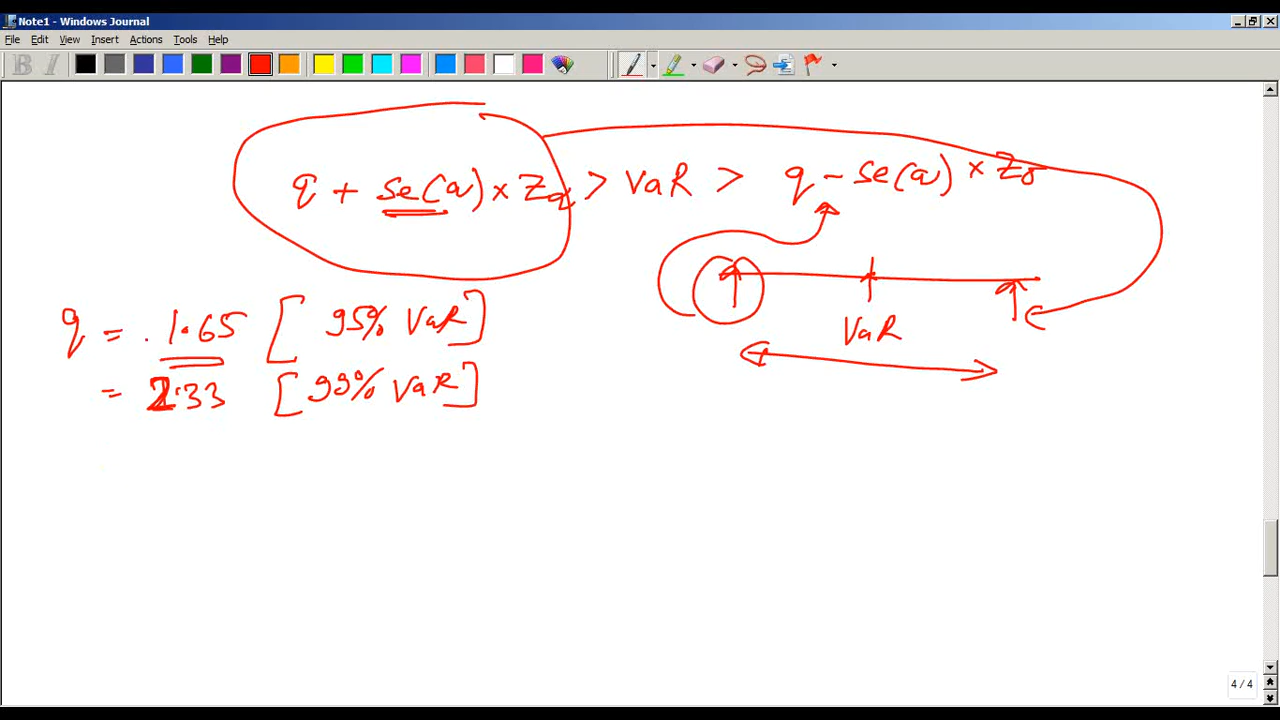 Note1 - Windows Journal
File Edit View Insert Actions Tools Help
B I
q + se(q) × Zα > VaR > q - se(q) × Zα
VaR
q = 1.65 [ 95% VaR ]
= 2.33 [ 99% VaR ]
4 / 4